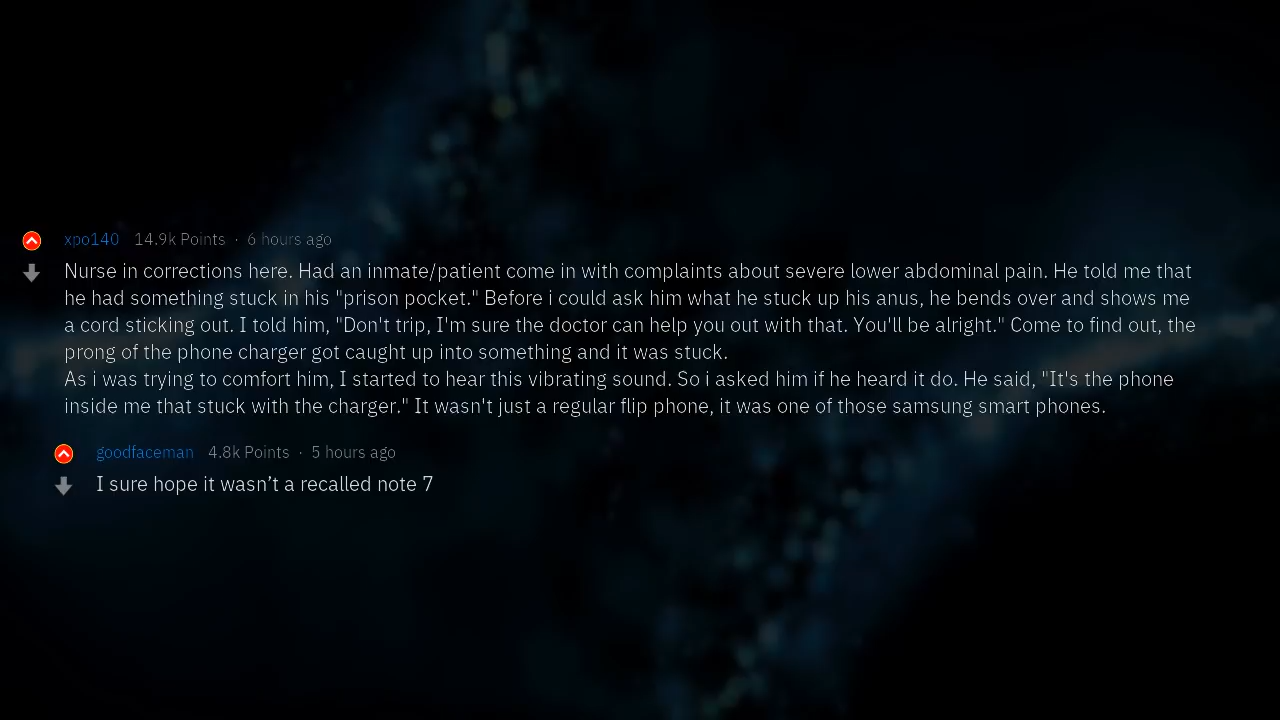 xpo140 14.9k Points · 6 hours ago
Nurse in corrections here. Had an inmate/patient come in with complaints about severe lower abdominal pain. He told me that
he had something stuck in his "prison pocket." Before i could ask him what he stuck up his anus, he bends over and shows me
a cord sticking out. I told him, "Don't trip, I'm sure the doctor can help you out with that. You'll be alright." Come to find out, the
prong of the phone charger got caught up into something and it was stuck.
As i was trying to comfort him, I started to hear this vibrating sound. So i asked him if he heard it do. He said, "It's the phone
inside me that stuck with the charger." It wasn't just a regular flip phone, it was one of those samsung smart phones.
goodfaceman 4.8k Points · 5 hours ago
I sure hope it wasn’t a recalled note 7